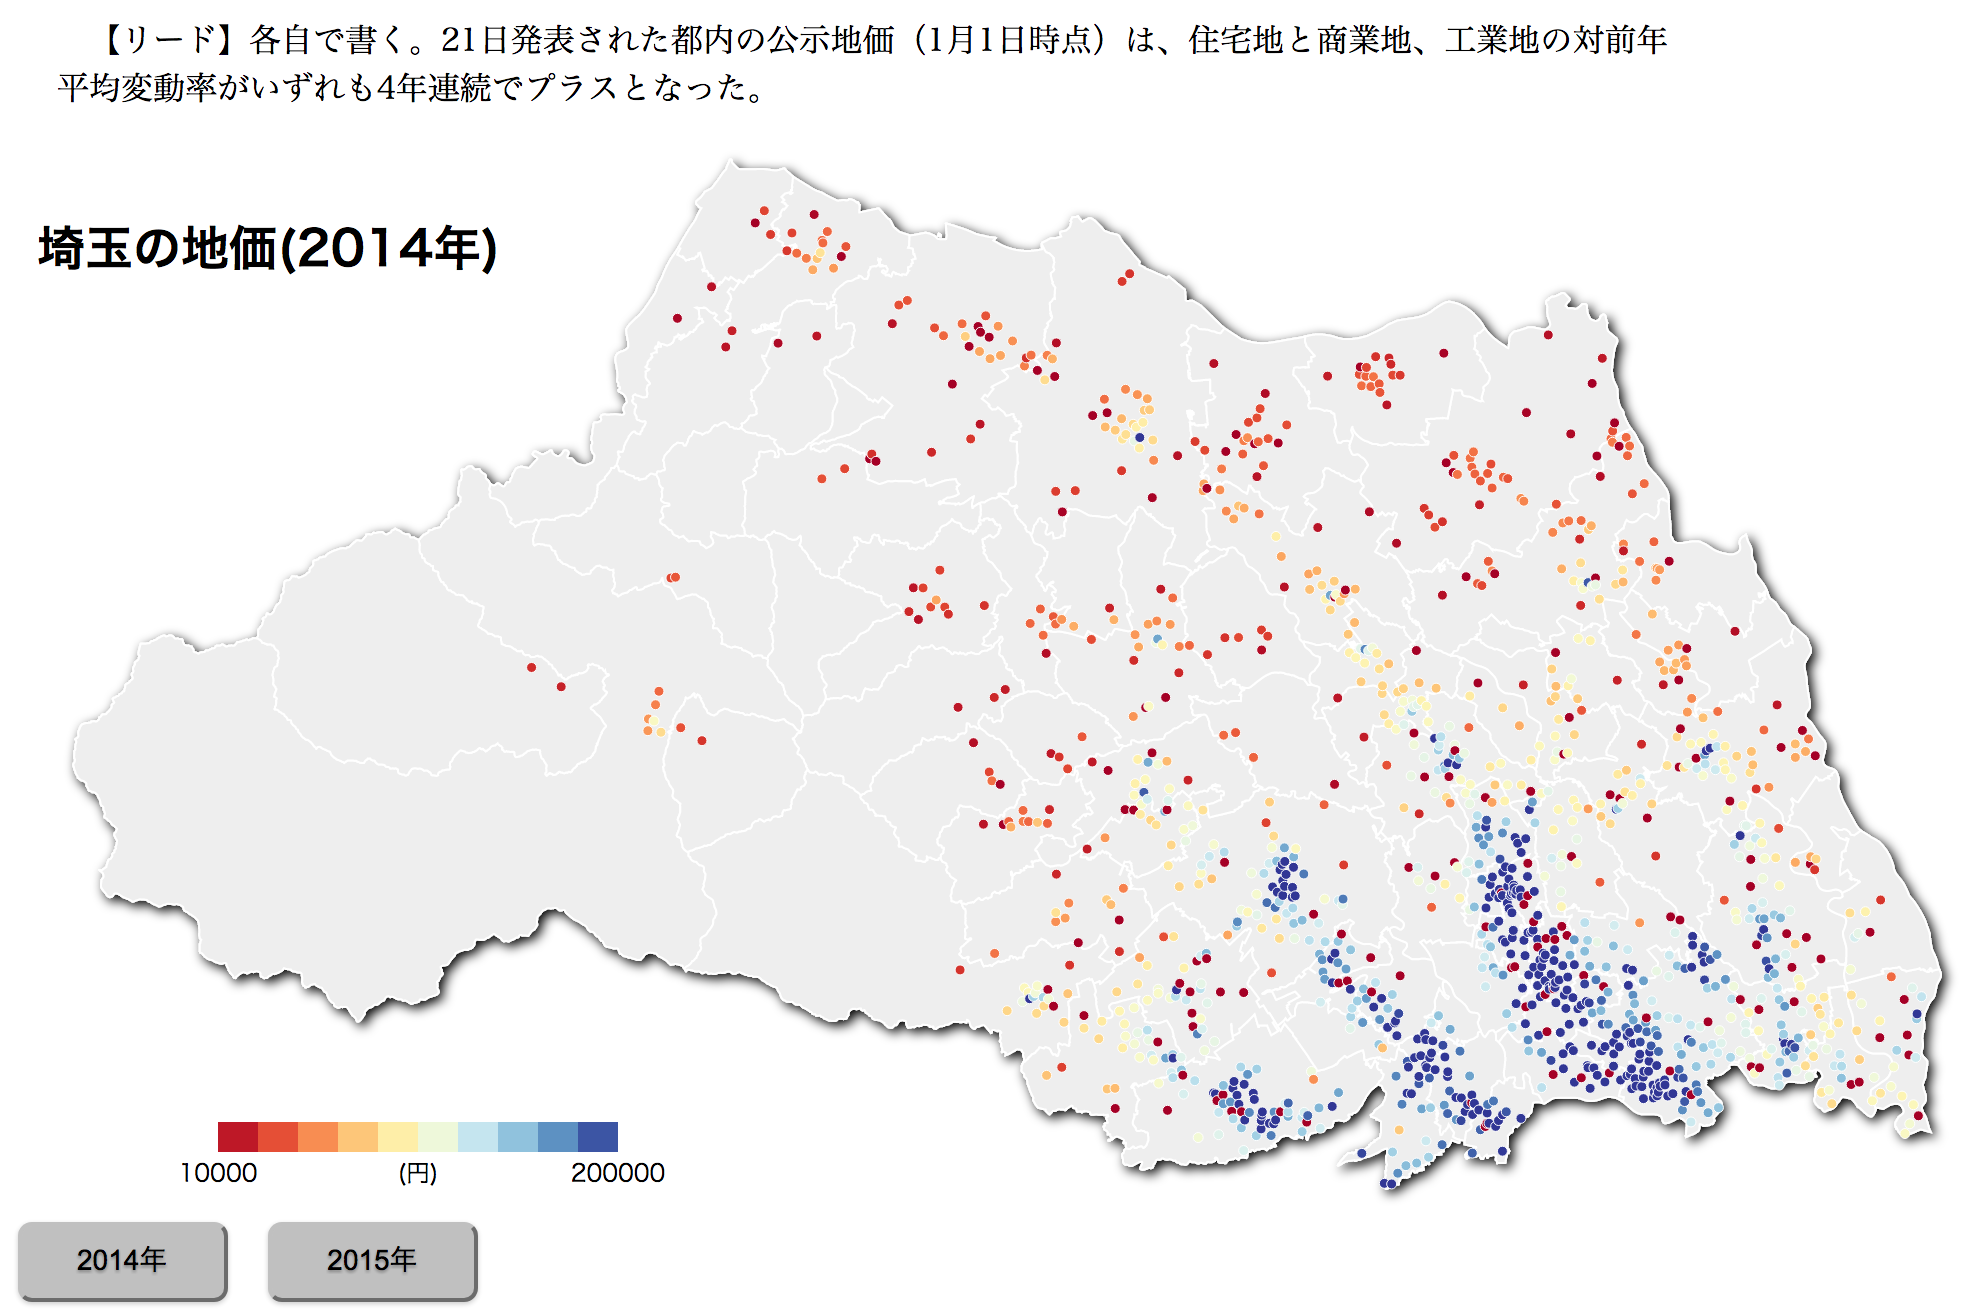 【リード】各自で書く。21日発表された都内の公示地価（1月1日時点）は、住宅地と商業地、工業地の対前年
平均変動率がいずれも4年連続でプラスとなった。
埼玉の地価(2014年)
10000 (円) 200000
2014年 2015年